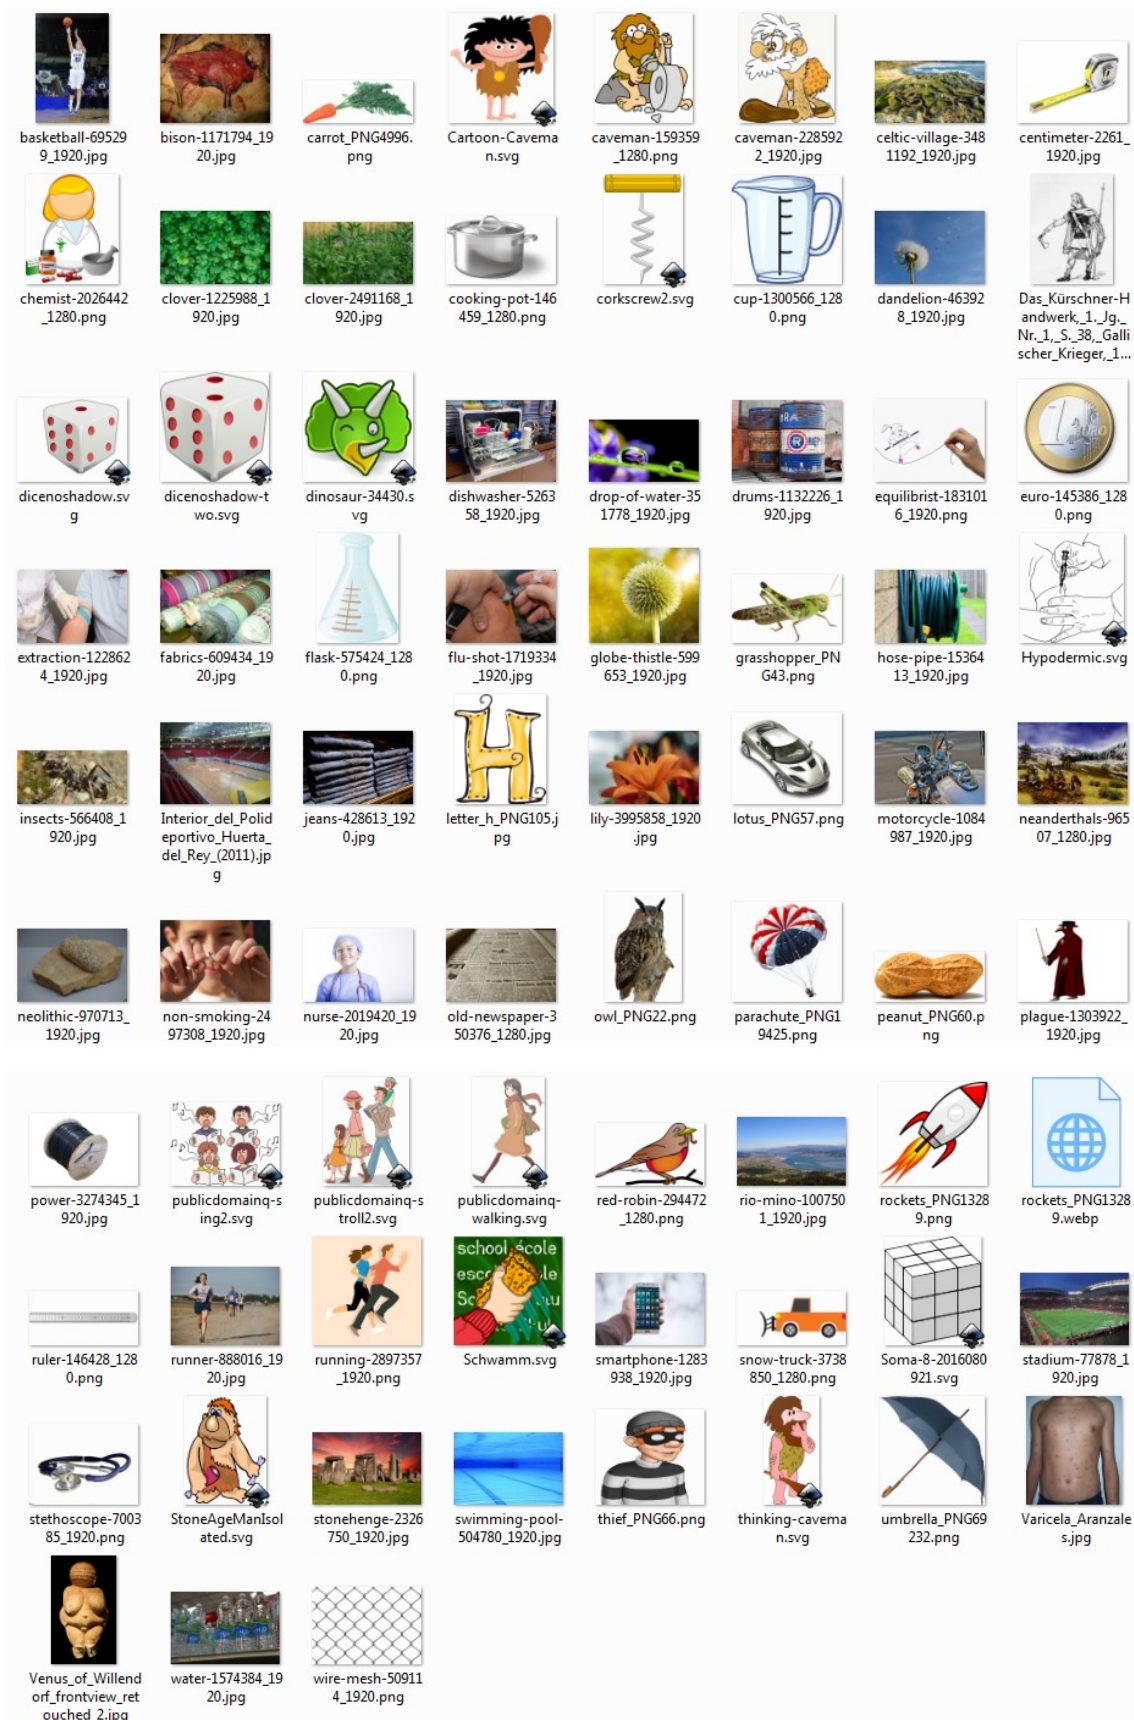 basketball-69529
9_1920.jpg
bison-1171794_19
20.jpg
carrot_PNG4996.
png
Cartoon-Cavema
n.svg
caveman-159359
_1280.png
caveman-228592
2_1920.jpg
celtic-village-348
1192_1920.jpg
centimeter-2261_
1920.jpg
chemist-2026442
_1280.png
clover-1225988_1
920.jpg
clover-2491168_1
920.jpg
cooking-pot-146
459_1280.png
corkscrew2.svg
cup-1300566_128
0.png
dandelion-46392
8_1920.jpg
Das_Kürschner-H
andwerk,_1._Jg._
Nr._1,_S._38,_Galli
scher_Krieger,_1...
dicenoshadow.sv
g
dicenoshadow-t
wo.svg
dinosaur-34430.s
vg
dishwasher-5263
58_1920.jpg
drop-of-water-35
1778_1920.jpg
drums-1132226_1
920.jpg
equilibrist-183101
6_1920.png
1
EURO
euro-145386_128
0.png
extraction-122862
4_1920.jpg
fabrics-609434_19
20.jpg
flask-575424_128
0.png
flu-shot-1719334
_1920.jpg
globe-thistle-599
653_1920.jpg
grasshopper_PN
G43.png
hose-pipe-15364
13_1920.jpg
Hypodermic.svg
insects-566408_1
920.jpg
Interior_del_Polid
eportivo_Huerta_
del_Rey_(2011).jp
g
jeans-428613_192
0.jpg
H
letter_h_PNG105.j
pg
lily-3995858_1920
.jpg
lotus_PNG57.png
motorcycle-1084
987_1920.jpg
neanderthals-965
07_1280.jpg
neolithic-970713_
1920.jpg
non-smoking-24
97308_1920.jpg
nurse-2019420_19
20.jpg
old-newspaper-3
50376_1280.jpg
owl_PNG22.png
parachute_PNG1
9425.png
peanut_PNG60.p
ng
plague-1303922_
1920.jpg
power-3274345_1
920.jpg
publicdomainq-s
ing2.svg
publicdomainq-s
troll2.svg
publicdomainq-
walking.svg
red-robin-294472
_1280.png
rio-mino-100750
1_1920.jpg
rockets_PNG1328
9.png
rockets_PNG1328
9.webp
ruler-146428_128
0.png
runner-888016_19
20.jpg
running-2897357
_1920.png
school école
Schwamm.svg
smartphone-1283
938_1920.jpg
snow-truck-3738
850_1280.png
Soma-8-2016080
921.svg
stadium-77878_1
920.jpg
stethoscope-7003
85_1920.png
StoneAgeManIsol
ated.svg
stonehenge-2326
750_1920.jpg
swimming-pool-
504780_1920.jpg
thief_PNG66.png
thinking-cavema
n.svg
umbrella_PNG69
232.png
Varicela_Aranzale
s.jpg
Venus_of_Willend
orf_frontview_ret
ouched_2.jpg
water-1574384_19
20.jpg
wire-mesh-50911
4_1920.png